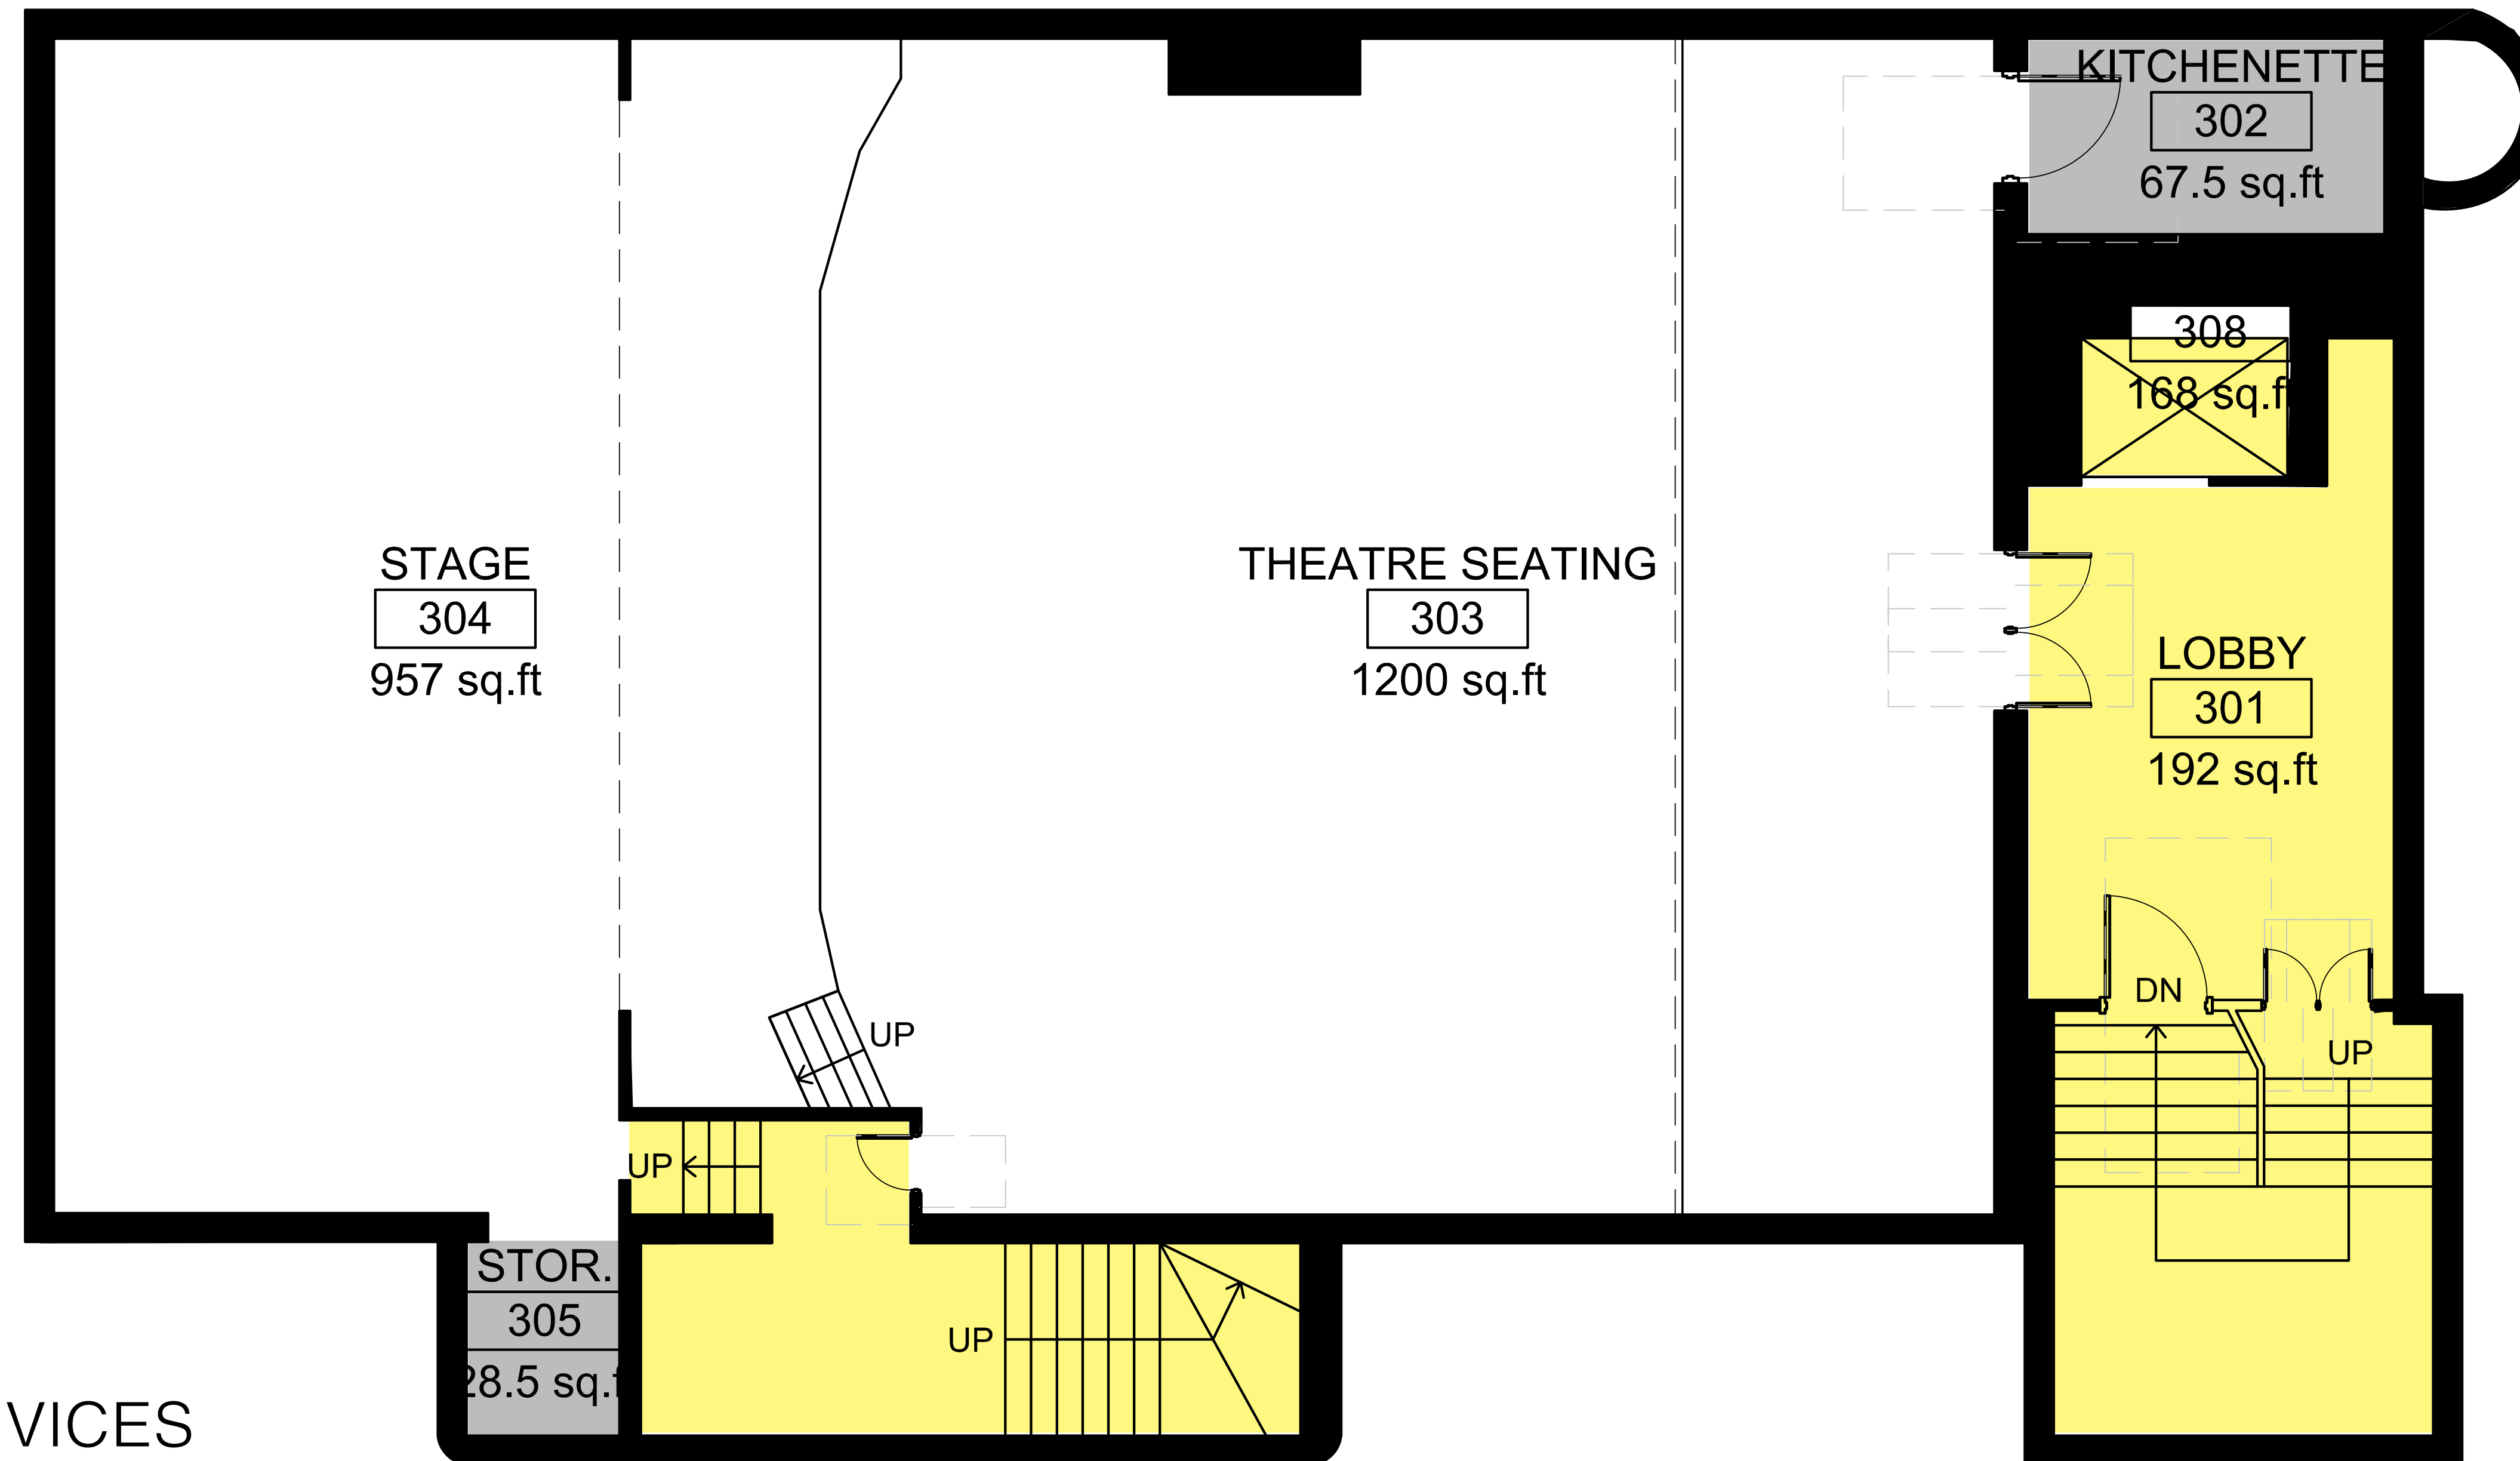 KITCHENETTE
302
67.5 sq.ft
308
168 sq.f
STAGE
304
957 sq.ft
THEATRE SEATING
303
1200 sq.ft
LOBBY
301
192 sq.ft
DN
UP
UP
UP
STOR.
305
28.5 sq.f
UP
VICES